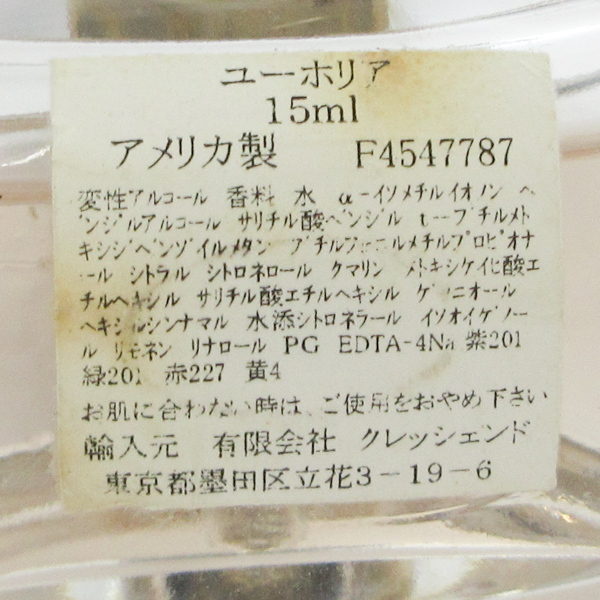 ユーホリア
15ml
アメリカ製 F4547787
変性アルコール 香料 水 α-イソメチルイオノン ベ
ンジルアルコール サリチル酸ベンジル t-ブチルメト
キシジベンゾイルメタン ブチルフェニルメチルプロピオナ
ール シトラル シトロネロール クマリン メトキシケイヒ酸エ
チルヘキシル サリチル酸エチルヘキシル ゲラニオール
ヘキシルシンナマル 水添シトロネラール イソオイゲノー
ル リモネン リナロール PG EDTA-4Na 紫201
緑201 赤227 黄4
お肌に合わない時は、ご使用をおやめ下さい
輸入元 有限会社 クレッシェンド
東京都墨田区立花3-19-6